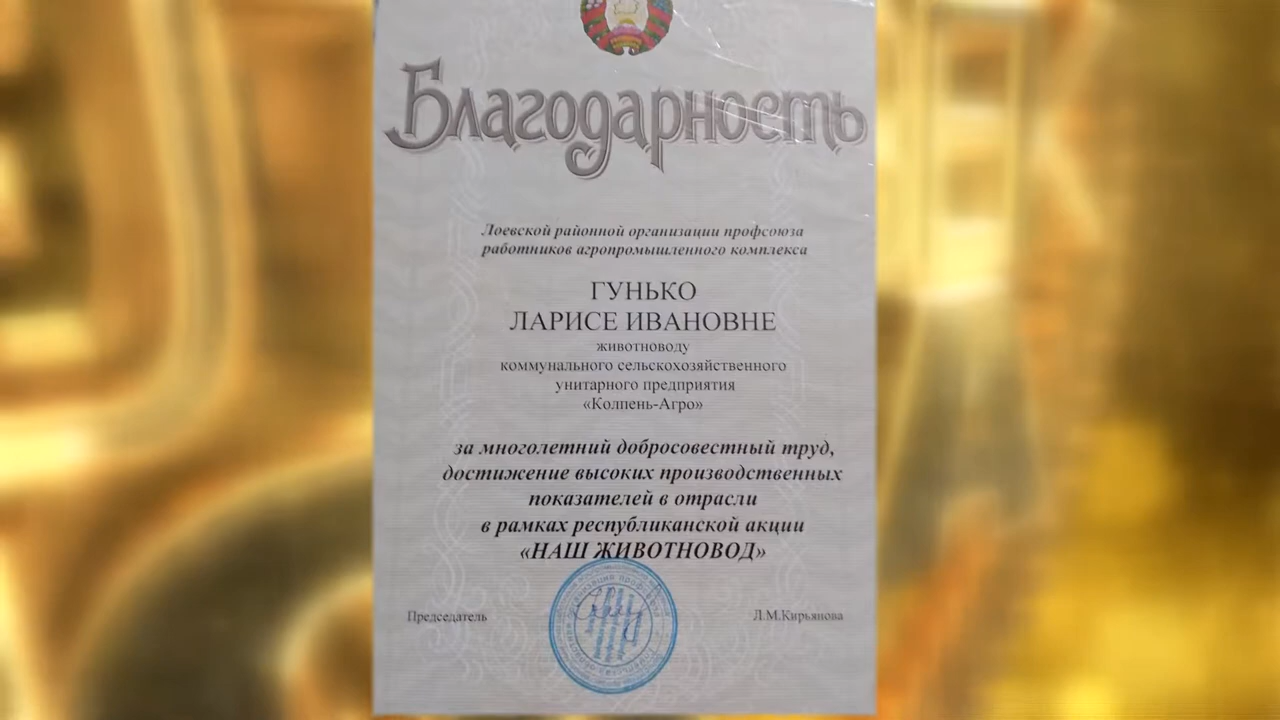 Благодарность
Лоевской районной организации профсоюза
работников агропромышленного комплекса
ГУНЬКО
ЛАРИСЕ ИВАНОВНЕ
животноводу
коммунального сельскохозяйственного
унитарного предприятия
«Колпень-Агро»
за многолетний добросовестный труд,
достижение высоких производственных
показателей в отрасли
в рамках республиканской акции
«НАШ ЖИВОТНОВОД»
Председатель
Л.М.Кирьянова